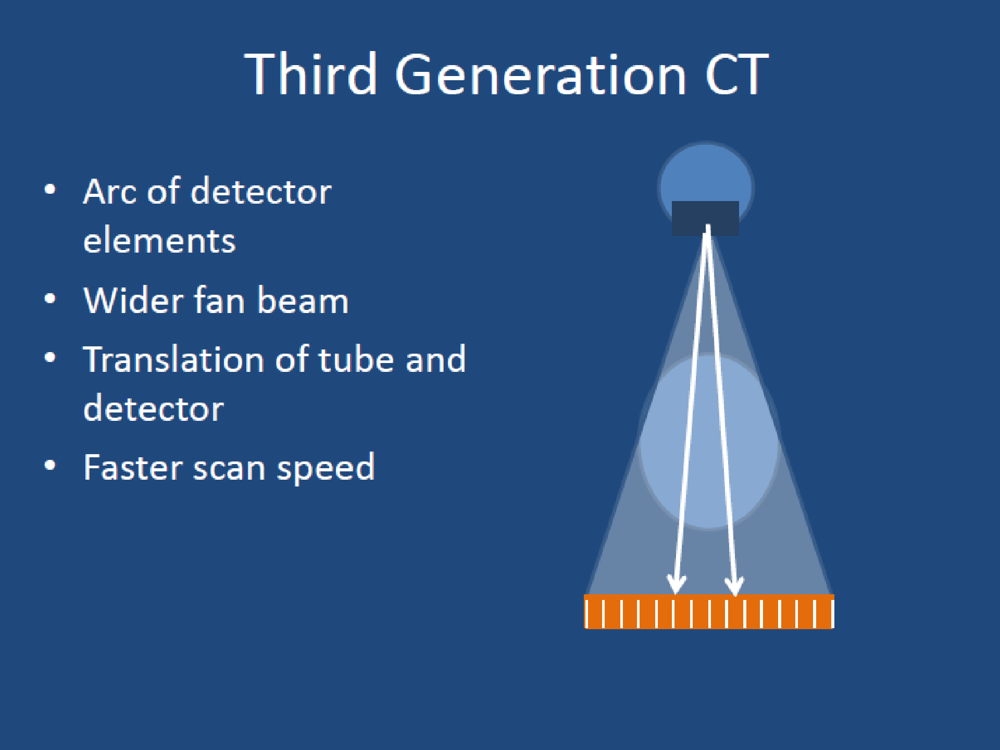 Third Generation CT
• Arc of detector
elements
• Wider fan beam
• Translation of tube and
detector
• Faster scan speed